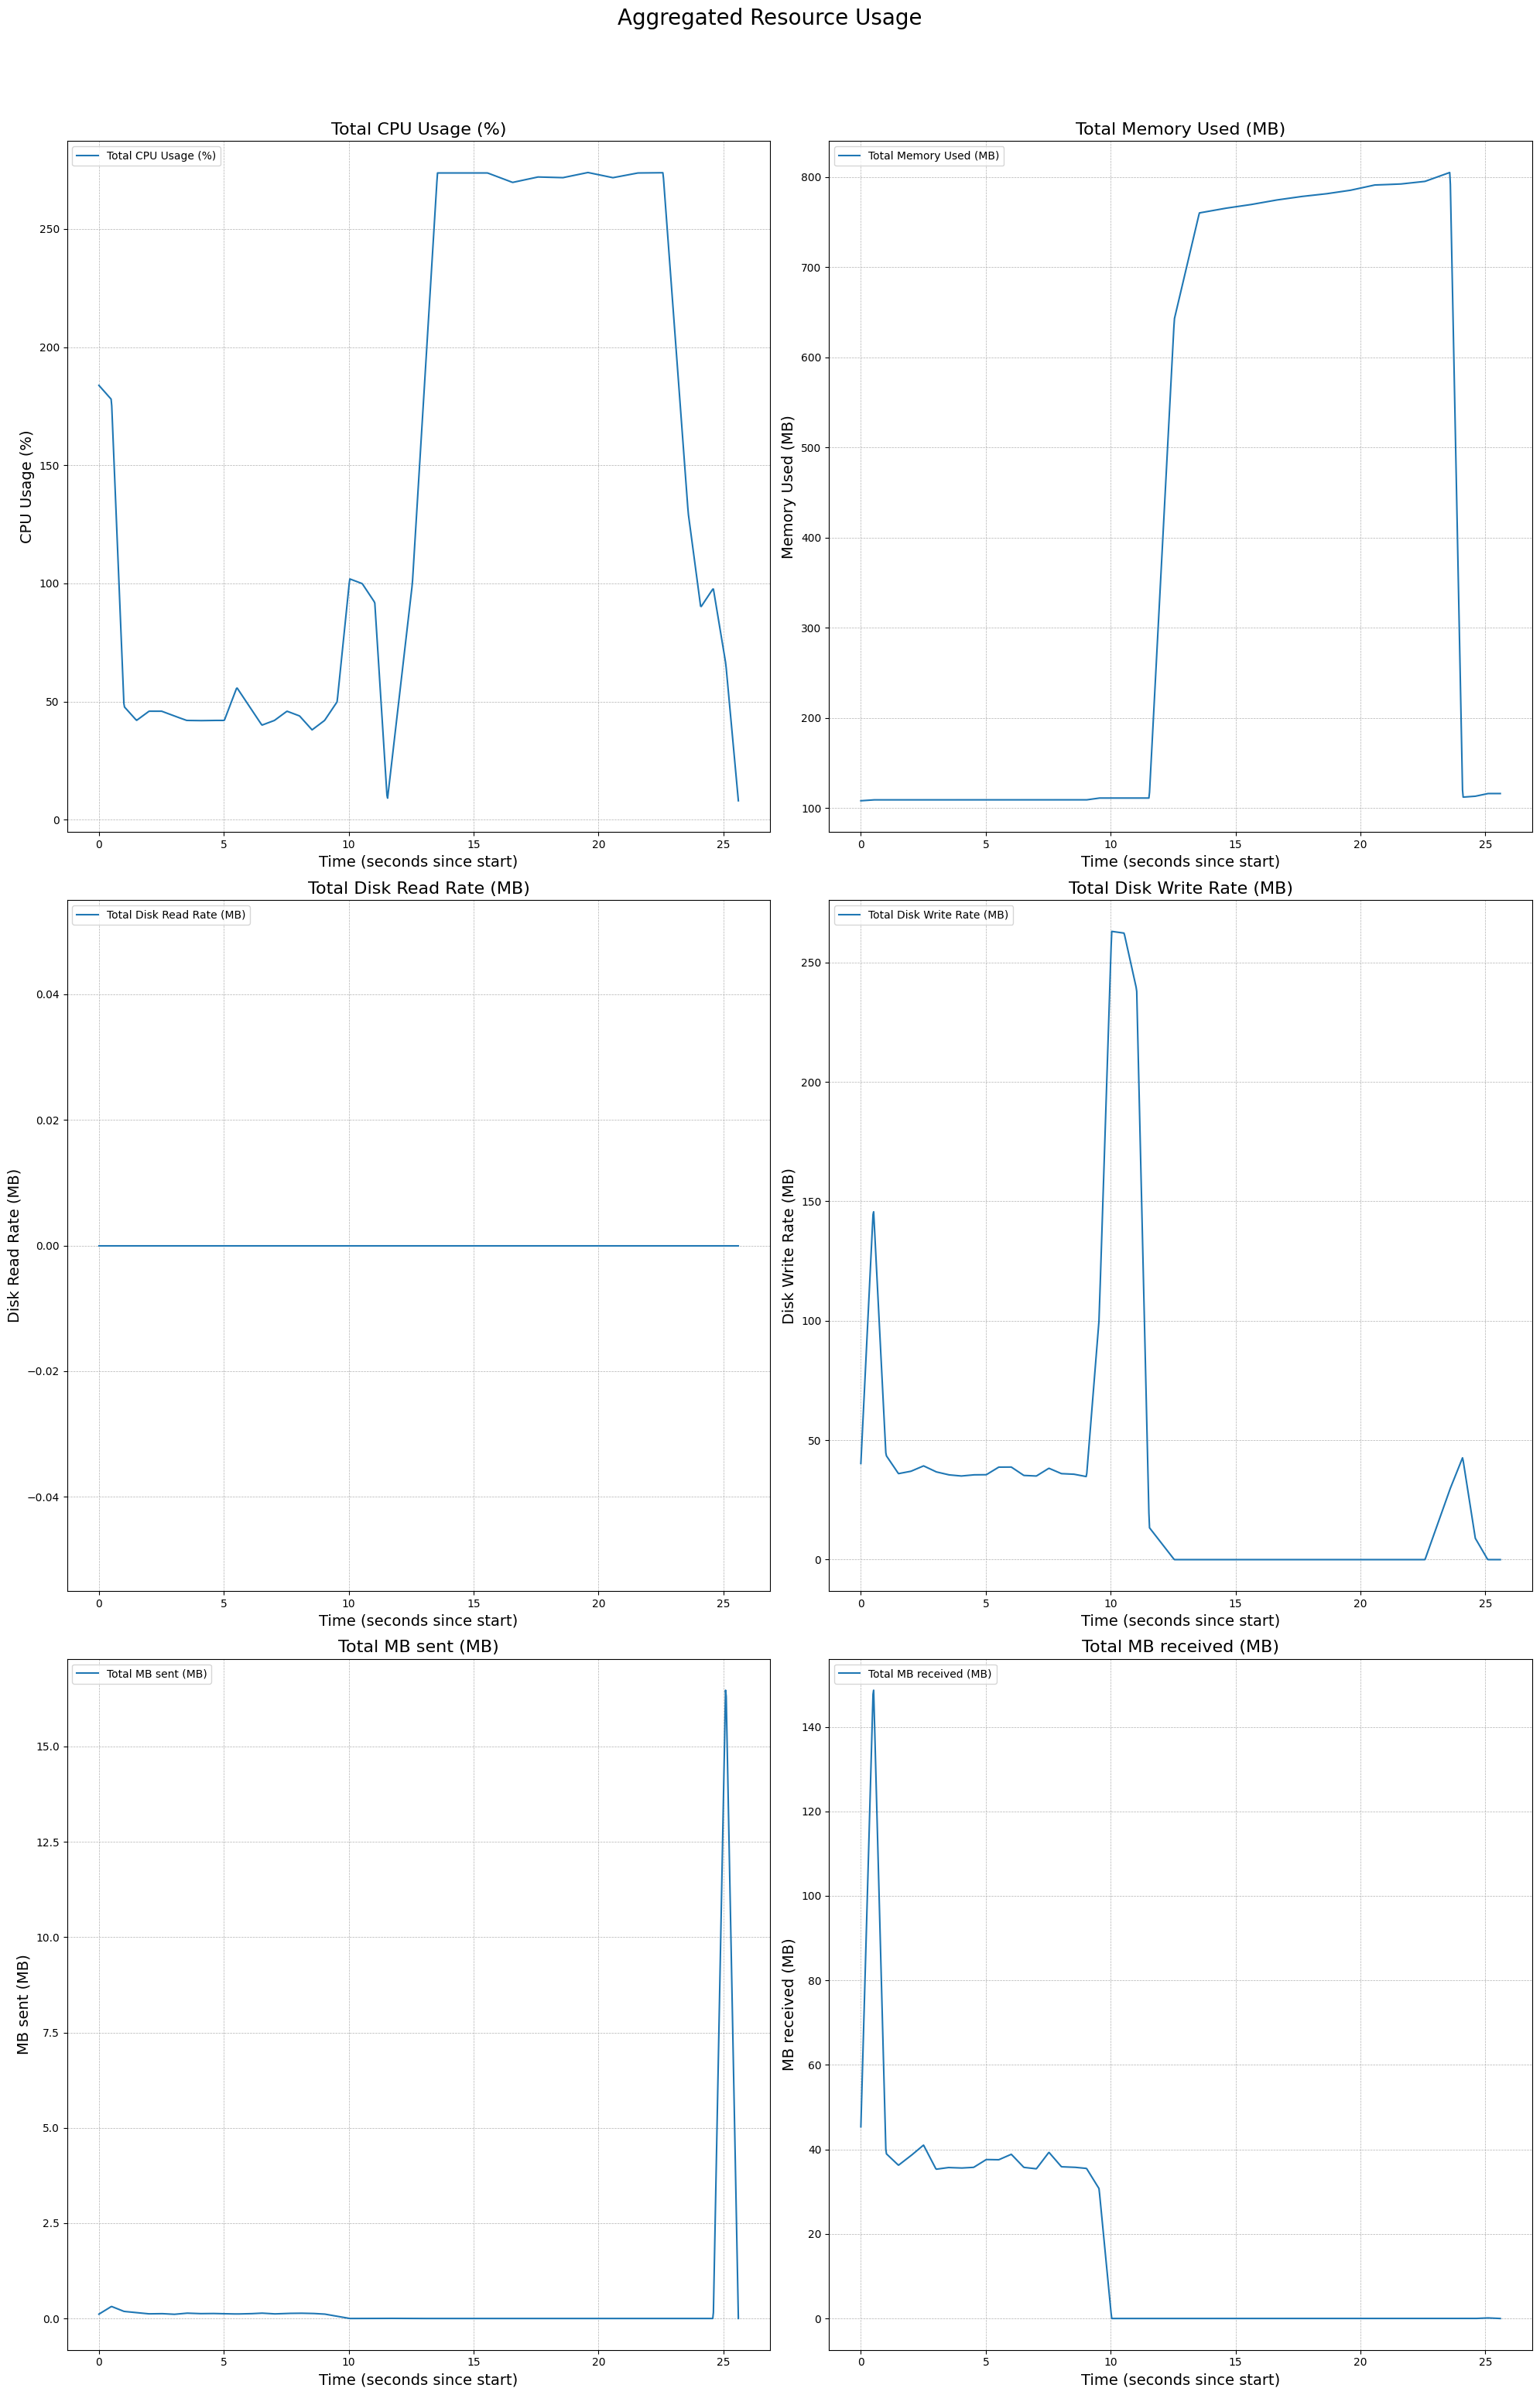 Aggregated Resource Usage
Total CPU Usage (%)
Total CPU Usage (%)
CPU Usage (%)
250
200
150
100
50
0
0 5 10 15 20 25
Time (seconds since start)
Total Memory Used (MB)
Total Memory Used (MB)
Memory Used (MB)
800
700
600
500
400
300
200
100
0 5 10 15 20 25
Time (seconds since start)
Total Disk Read Rate (MB)
Total Disk Read Rate (MB)
Disk Read Rate (MB)
0.04
0.02
0.00
−0.02
−0.04
0 5 10 15 20 25
Time (seconds since start)
Total Disk Write Rate (MB)
Total Disk Write Rate (MB)
Disk Write Rate (MB)
250
200
150
100
50
0
0 5 10 15 20 25
Time (seconds since start)
Total MB sent (MB)
Total MB sent (MB)
MB sent (MB)
15.0
12.5
10.0
7.5
5.0
2.5
0.0
0 5 10 15 20 25
Time (seconds since start)
Total MB received (MB)
Total MB received (MB)
MB received (MB)
140
120
100
80
60
40
20
0
0 5 10 15 20 25
Time (seconds since start)